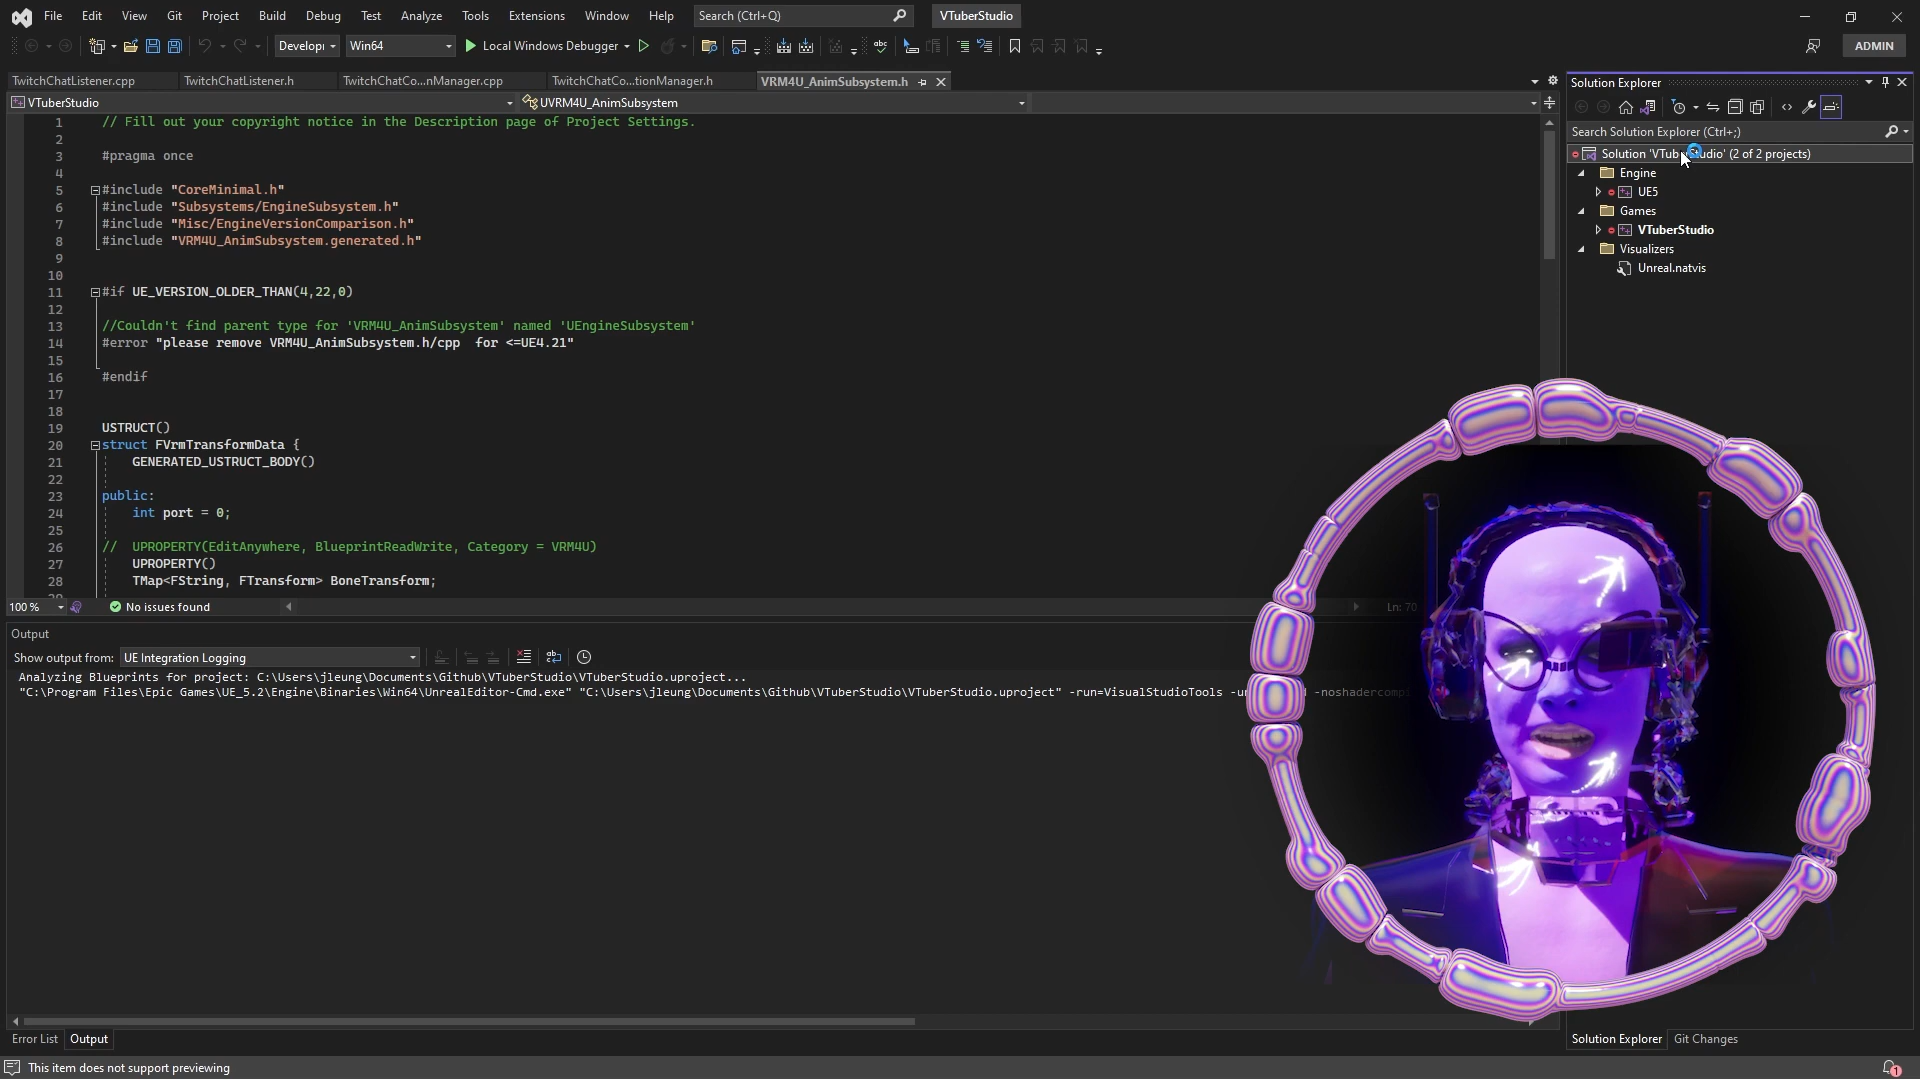 File Edit View Git Project Build Debug Test Analyze Tools Extensions Window Help Search (Ctrl+Q) VTuberStudio
Win64 Local Windows Debugger ADMIN
TwitchChatListener.cpp TwitchChatListener.h TwitchChatCo...nManager.cpp TwitchChatCo...tionManager.h VRM4U_AnimSubsystem.h
VTuberStudio UVRM4U_AnimSubsystem
1 // Fill out your copyright notice in the Description page of Project Settings.
2
3 #pragma once
4
5 #include "CoreMinimal.h"
6 #include "Subsystems/EngineSubsystem.h"
7 #include "Misc/EngineVersionComparison.h"
8 #include "VRM4U_AnimSubsystem.generated.h"
9
10
11 #if UE_VERSION_OLDER_THAN(4,22,0)
12
13 //Couldn't find parent type for 'VRM4U_AnimSubsystem' named 'UEngineSubsystem'
14 #error "please remove VRM4U_AnimSubsystem.h/cpp for <=UE4.21"
15
16 #endif
17
18
19 USTRUCT()
20 struct FVrmTransformData {
21 GENERATED_USTRUCT_BODY()
22
23 public:
24 int port = 0;
25
26 // UPROPERTY(EditAnywhere, BlueprintReadWrite, Category = VRM4U)
27 UPROPERTY()
28 TMap<FString, FTransform> BoneTransform;
100 % No issues found Ln: 70
Output
Show output from: UE Integration Logging
Analyzing Blueprints for project: C:\Users\jleung\Documents\Github\VTuberStudio\VTuberStudio.uproject...
"C:\Program Files\Epic Games\UE_5.2\Engine\Binaries\Win64\UnrealEditor-Cmd.exe" "C:\Users\jleung\Documents\Github\VTuberStudio\VTuberStudio.uproject" -run=VisualStudioTools
Error List Output
This item does not support previewing
Solution Explorer
Search Solution Explorer (Ctrl+;)
Solution (2 of 2 projects)
Engine
UE5
Games
VTuberStudio
Visualizers
Unreal.natvis
Solution Explorer Git Changes
1